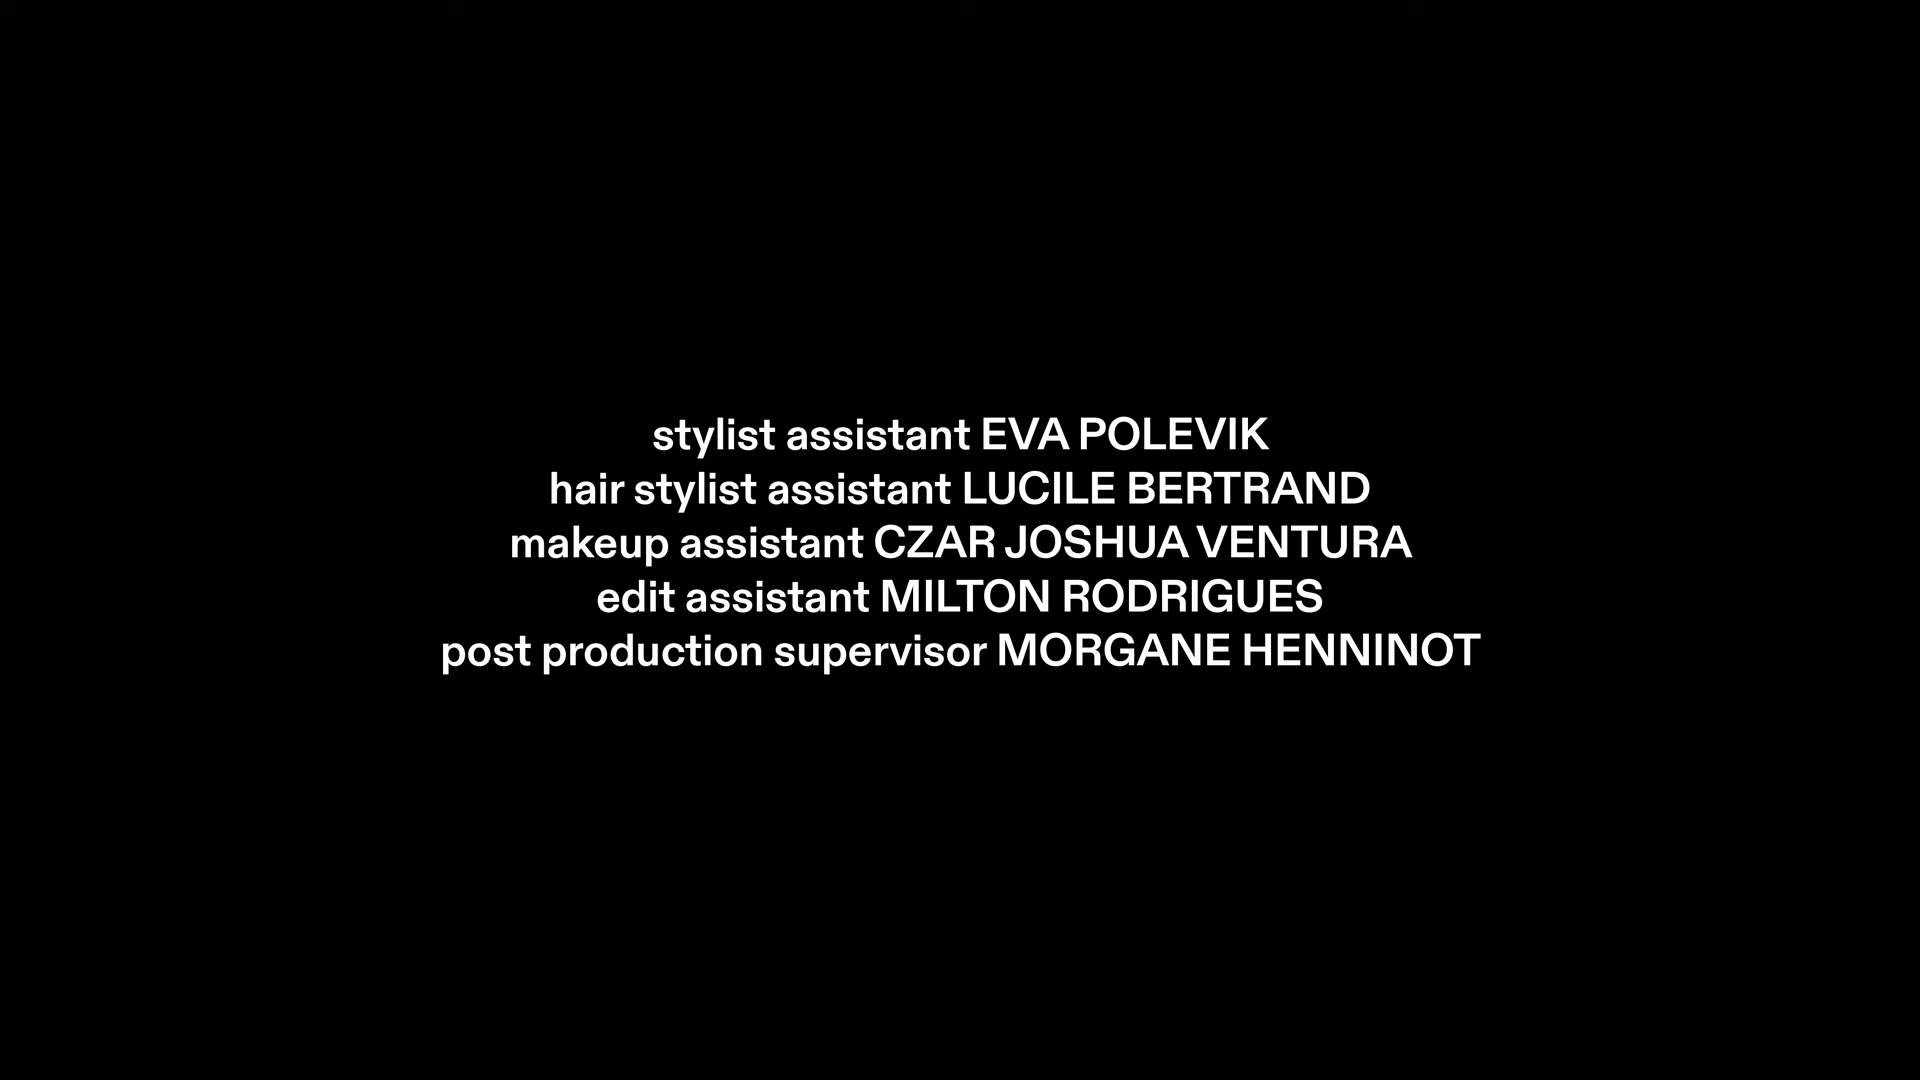 stylist assistant EVA POLEVIK
hair stylist assistant LUCILE BERTRAND
makeup assistant CZAR JOSHUA VENTURA
edit assistant MILTON RODRIGUES
post production supervisor MORGANE HENNINOT